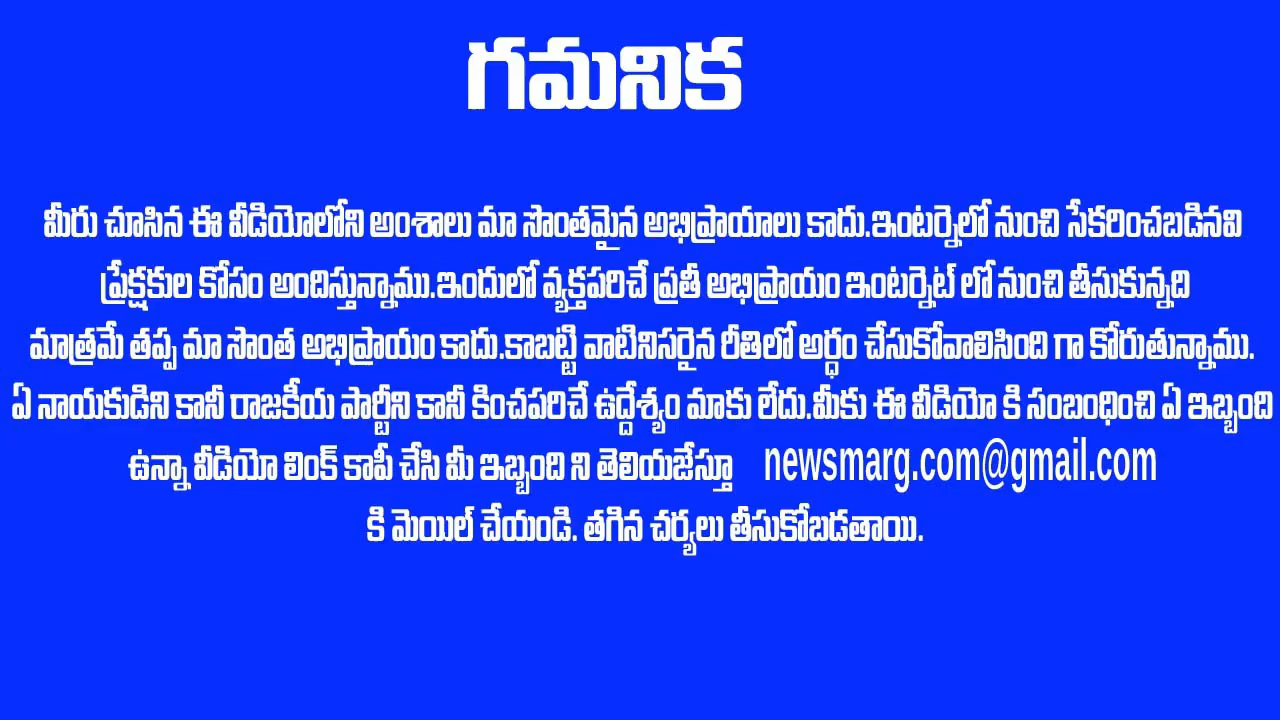 గమనిక
మీరు చూసిన ఈ వీడియోలోని అంశాలు మా సొంతమైన అభిప్రాయాలు కాదు.ఇంటర్నెలో నుంచి సేకరించబడినవి
ప్రేక్షకుల కోసం అందిస్తున్నాము.ఇందులో వ్యక్తపరిచే ప్రతీ అభిప్రాయం ఇంటర్నెట్ లో నుంచి తీసుకున్నది
మాత్రమే తప్ప మా సొంత అభిప్రాయం కాదు.కాబట్టి వాటినిసరైన రీతిలో అర్ధం చేసుకోవాలిసింది గా కోరుతున్నాము.
ఏ నాయకుడిని కానీ రాజకీయ పార్టీని కానీ కించపరిచే ఉద్దేశ్యం మాకు లేదు.మీకు ఈ వీడియో కి సంబంధించి ఏ ఇబ్బంది
ఉన్నా వీడియో లింక్ కాపీ చేసి మీ ఇబ్బంది ని తెలియజేస్తూ newsmarg.com@gmail.com
కి మెయిల్ చేయండి. తగిన చర్యలు తీసుకోబడతాయి.